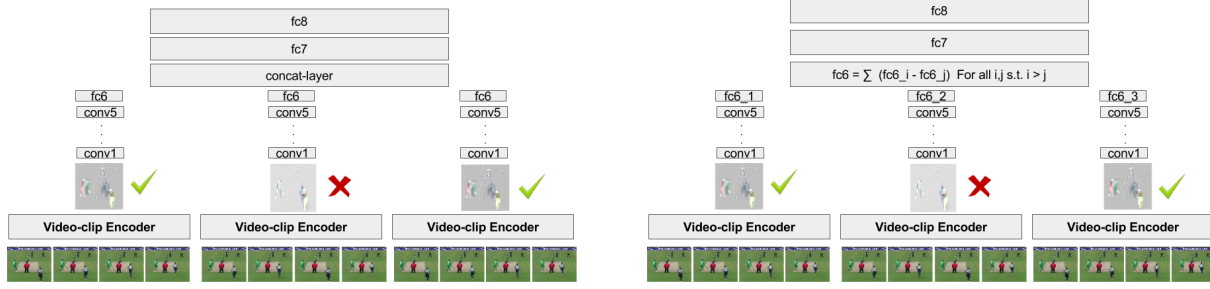 fc8
fc7
concat-layer
fc6 fc6 fc6
conv5 conv5 conv5
. . .
. . .
. . .
conv1 conv1 conv1
Video-clip Encoder Video-clip Encoder Video-clip Encoder
fc8
fc7
fc6 = ∑ (fc6_i - fc6_j) For all i,j s.t. i > j
fc6_1 fc6_2 fc6_3
conv5 conv5 conv5
. . .
. . .
. . .
conv1 conv1 conv1
Video-clip Encoder Video-clip Encoder Video-clip Encoder